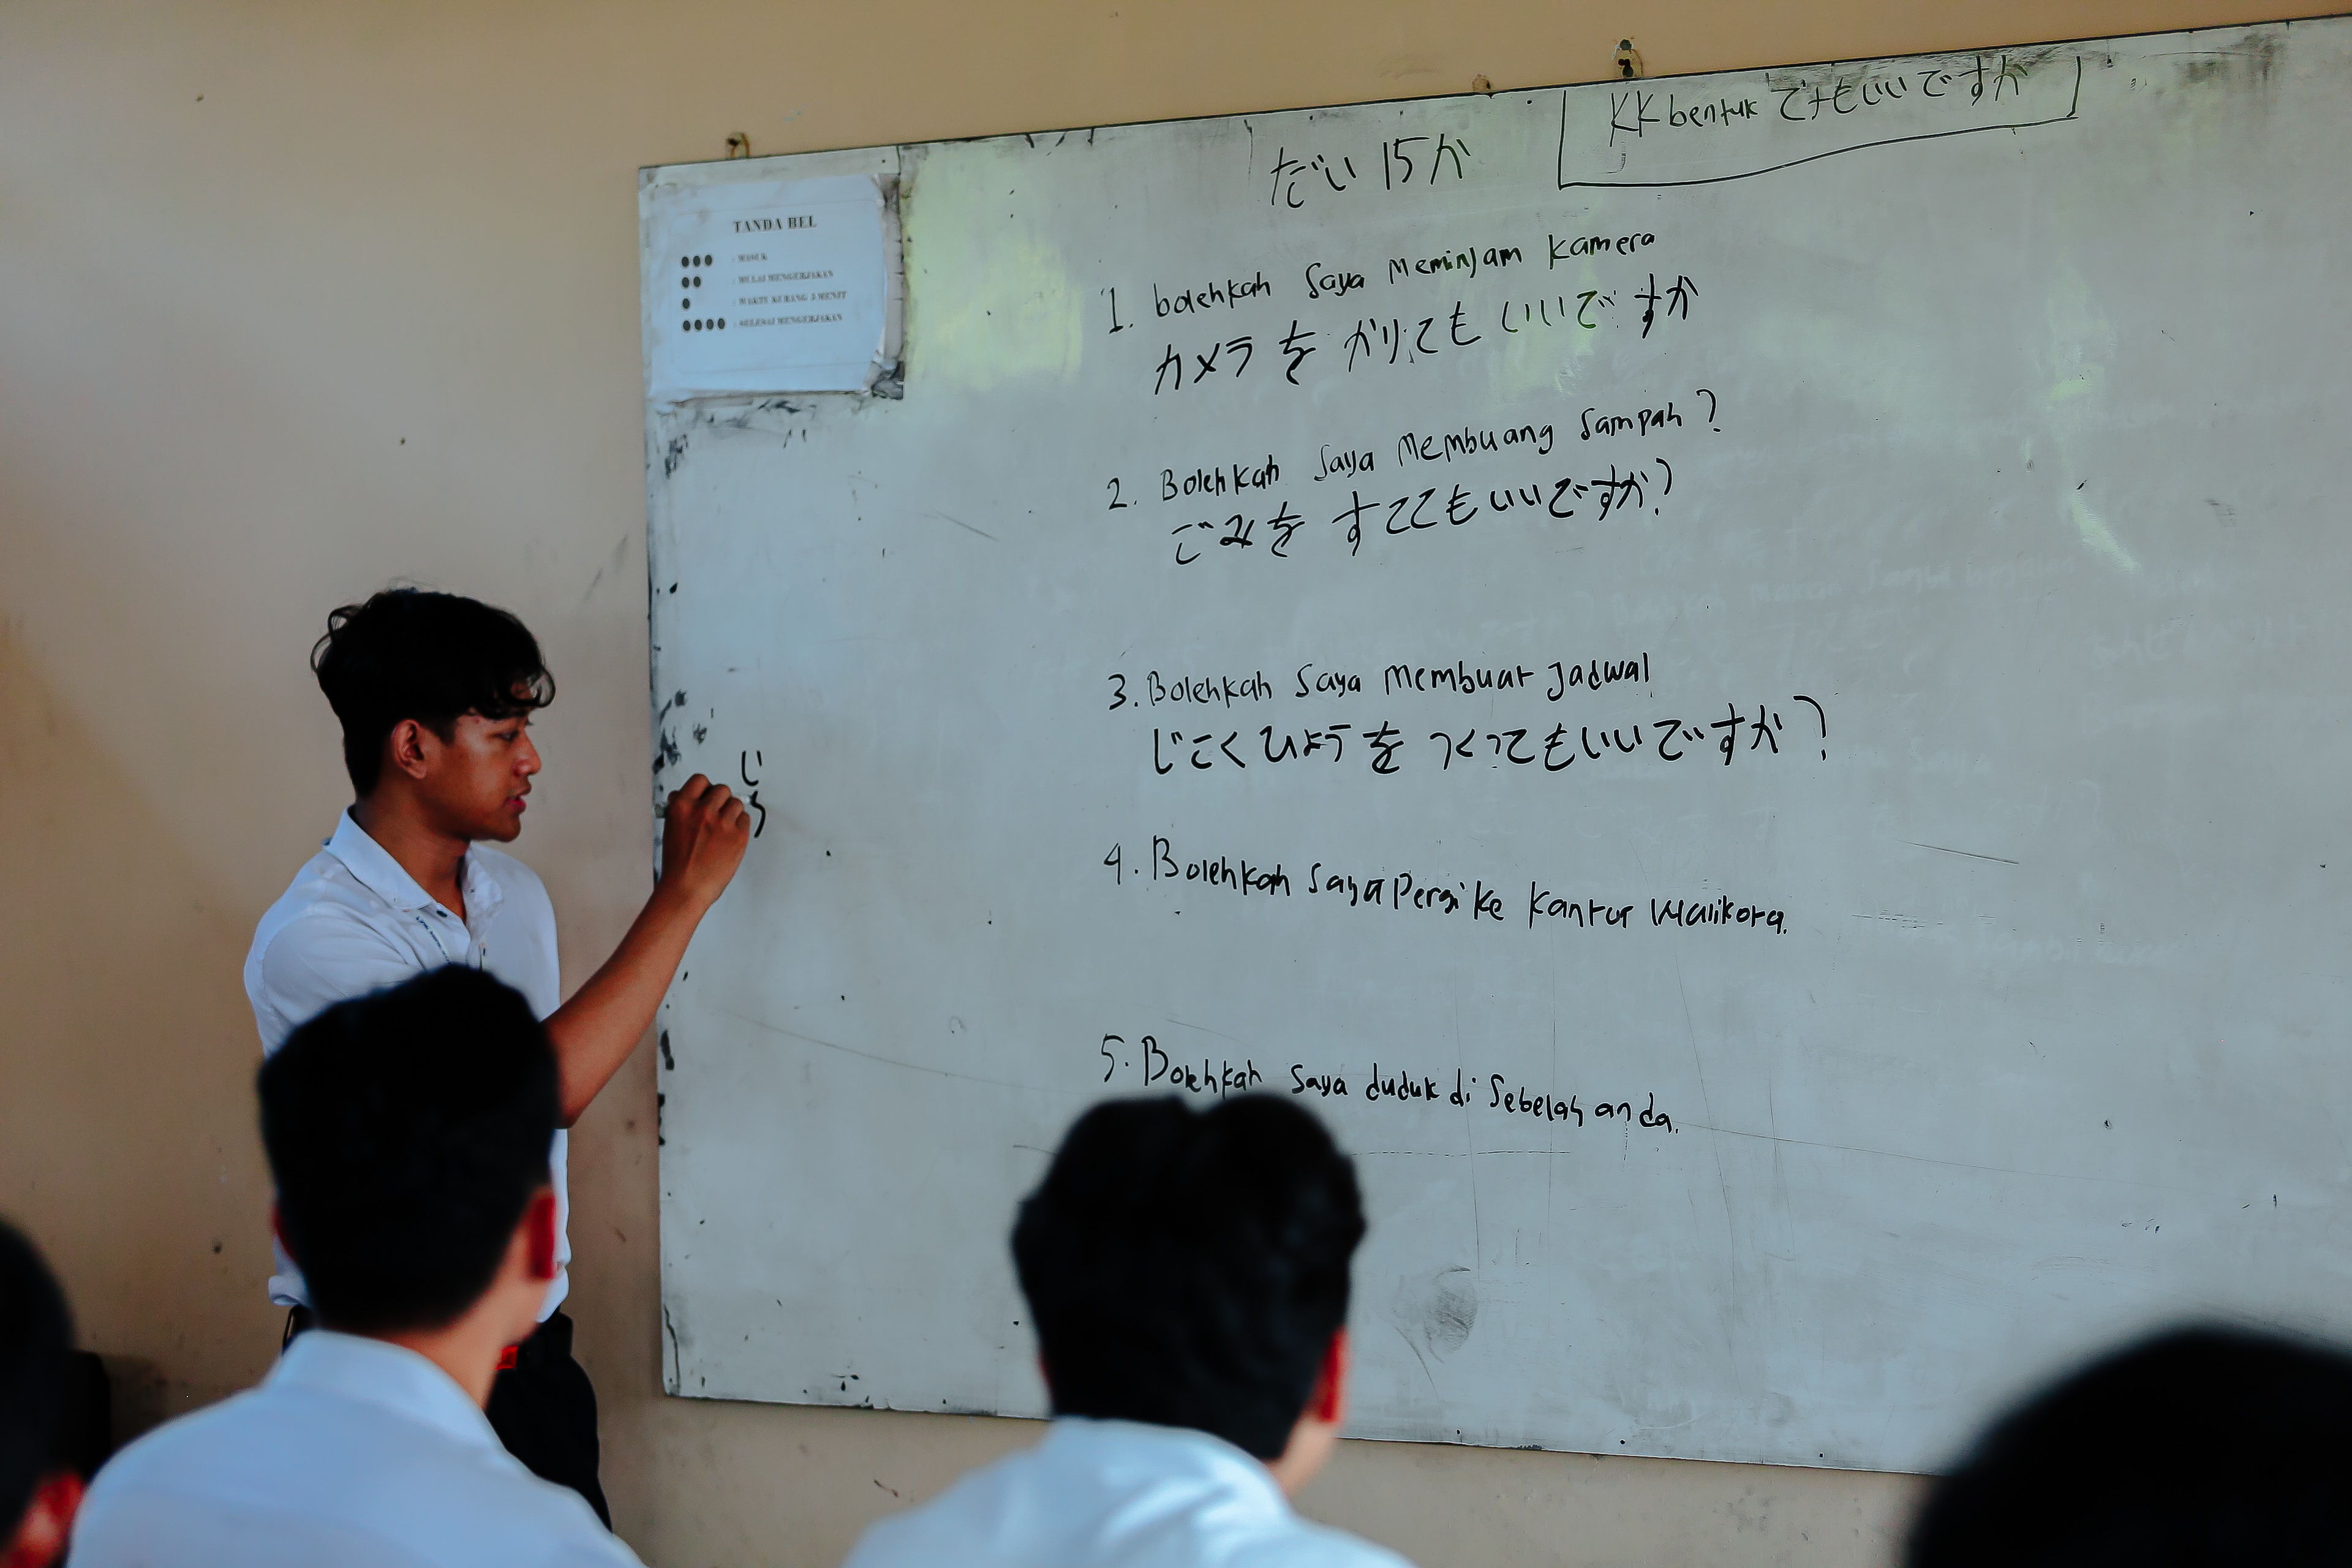 TANDA BEL
●●● : MASUK
●● : MULAI MENGERJAKAN
● : WAKTU KURANG 5 MENIT
●●●● : SELESAI MENGERJAKAN
だい 15 か
KK bentuk て+もいいですか
1. bolehkah saya meminjam kamera
カメラ を かりても いいですか
2. Bolehkah saya membuang sampah?
ごみを すててもいいですか?
3. Bolehkah saya membuat jadwal
じこくひょうを つくってもいいですか?
4. Bolehkah saya pergi ke kantor walikota.
5. Bolehkah saya duduk di sebelah anda.
じ